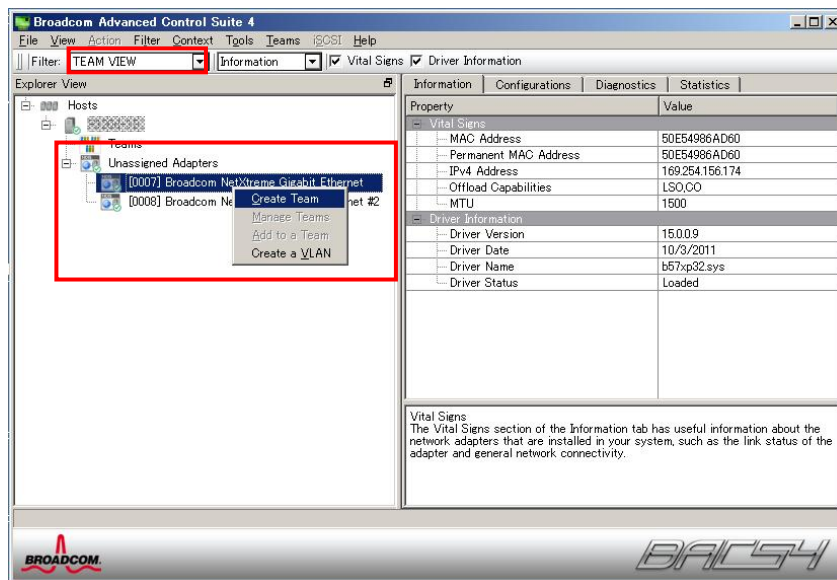 Broadcom Advanced Control Suite 4
File View Action Filter Context Tools Teams iSCSI Help
Filter: TEAM VIEW Information Vital Signs Driver Information
Explorer View
Hosts
Teams
Unassigned Adapters
[0007] Broadcom NetXtreme Gigabit Ethernet
[0008] Broadcom Ne net #2
Create Team
Manage Teams
Add to a Team
Create a VLAN
Information Configurations Diagnostics Statistics
Property Value
Vital Signs
MAC Address 50E54986AD60
Permanent MAC Address 50E54986AD60
IPv4 Address 169.254.156.174
Offload Capabilities LSO,CO
MTU 1500
Driver Information
Driver Version 15.0.0.9
Driver Date 10/3/2011
Driver Name b57xp32.sys
Driver Status Loaded
Vital Signs
The Vital Signs section of the Information tab has useful information about the
network adapters that are installed in your system, such as the link status of the
adapter and general network connectivity.
BROADCOM.
BACS4